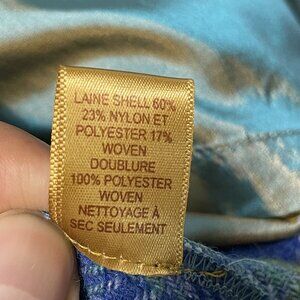 LAINE SHELL 60%
23% NYLON ET
POLYESTER 17%
WOVEN
DOUBLURE
100% POLYESTER
WOVEN
NETTOYAGE À
SEC SEULEMENT